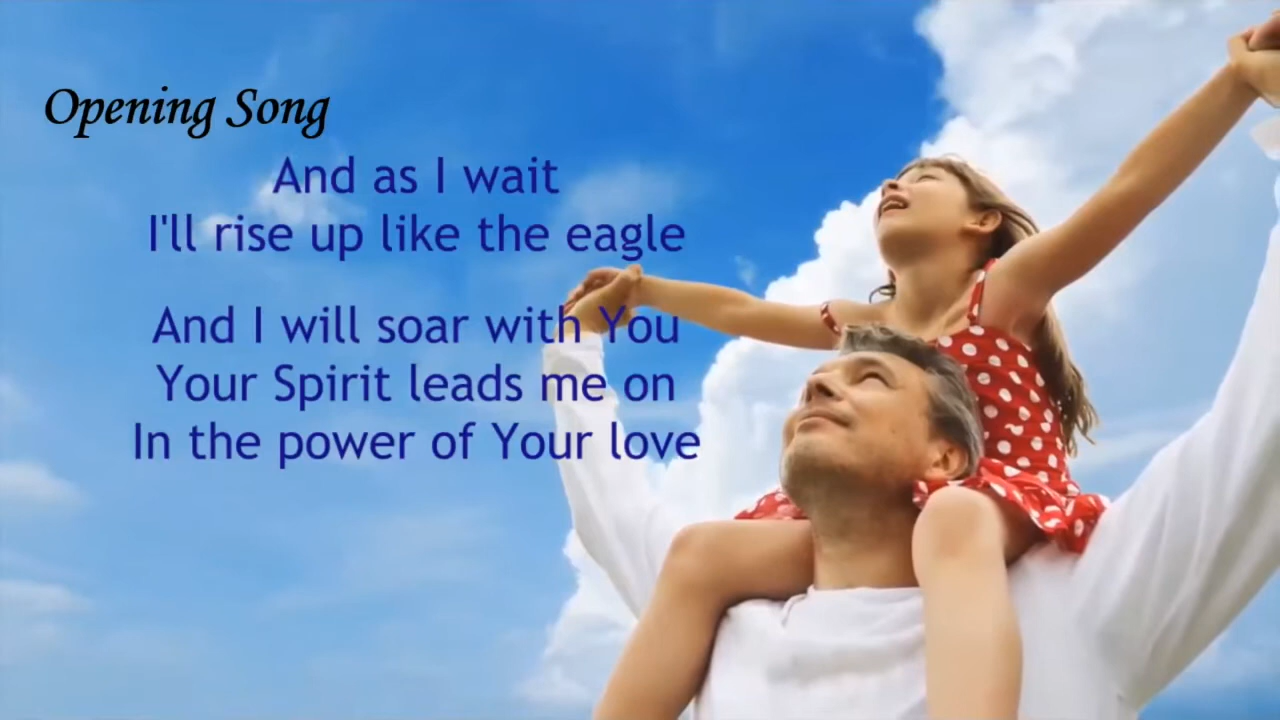 Opening Song
And as I wait
I'll rise up like the eagle
And I will soar with You
Your Spirit leads me on
In the power of Your love